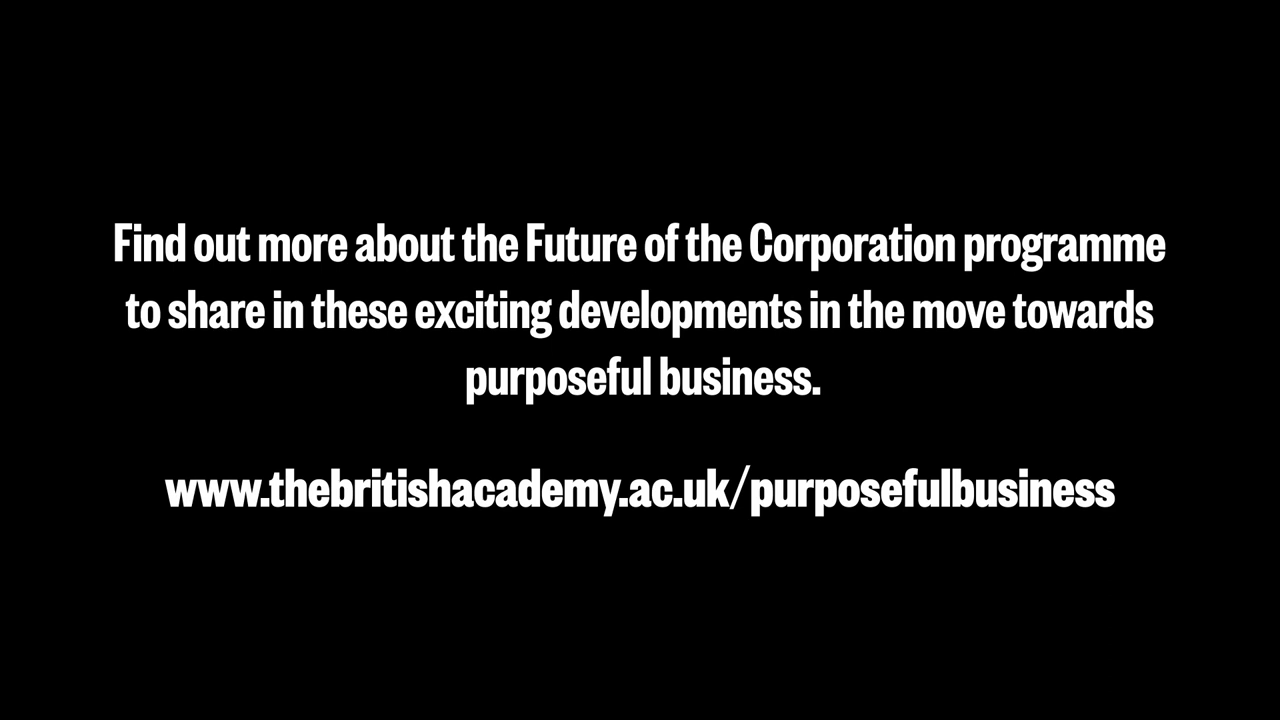 Find out more about the Future of the Corporation programme
to share in these exciting developments in the move towards
purposeful business.
www.thebritishacademy.ac.uk/purposefulbusiness